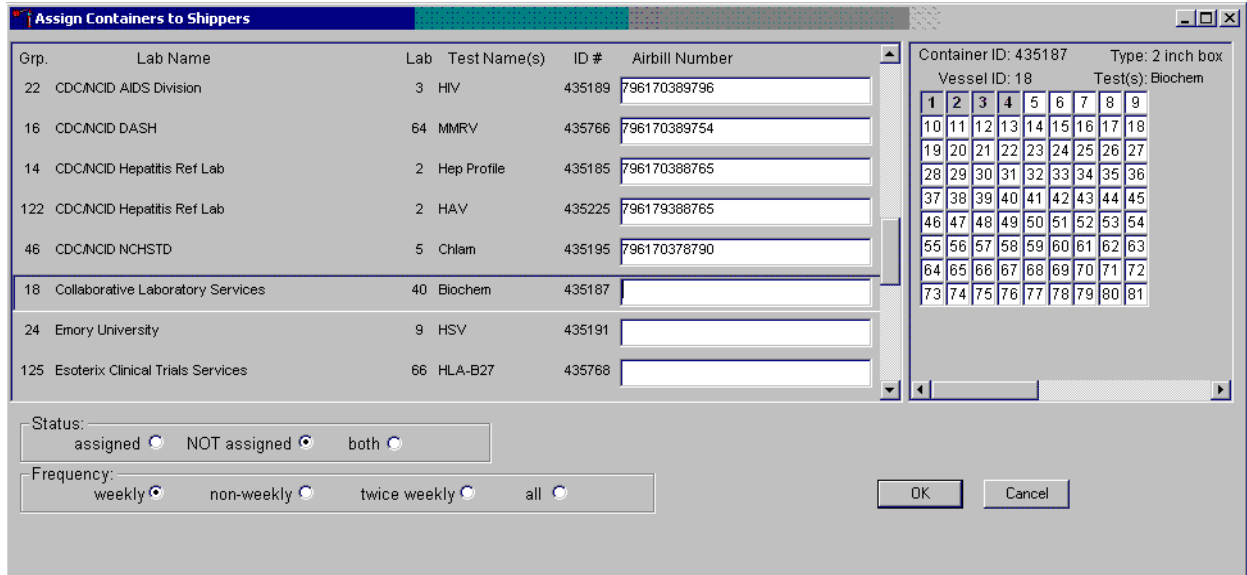 Assign Containers to Shippers
Grp. Lab Name Lab Test Name(s) ID # Airbill Number
22 CDC/NCID AIDS Division 3 HIV 435189 796170389796
16 CDC/NCID DASH 64 MMRV 435766 796170389754
14 CDC/NCID Hepatitis Ref Lab 2 Hep Profile 435185 796170388765
122 CDC/NCID Hepatitis Ref Lab 2 HAV 435225 796179388765
46 CDC/NCID NCHSTD 5 Chlam 435195 796170378790
18 Collaborative Laboratory Services 40 Biochem 435187
24 Emory University 9 HSV 435191
125 Esoterix Clinical Trials Services 66 HLA-B27 435768
Container ID: 435187 Type: 2 inch box
Vessel ID: 18 Test(s): Biochem
1 2 3 4 5 6 7 8 9
10 11 12 13 14 15 16 17 18
19 20 21 22 23 24 25 26 27
28 29 30 31 32 33 34 35 36
37 38 39 40 41 42 43 44 45
46 47 48 49 50 51 52 53 54
55 56 57 58 59 60 61 62 63
64 65 66 67 68 69 70 71 72
73 74 75 76 77 78 79 80 81
Status:
assigned NOT assigned both
Frequency:
weekly non-weekly twice weekly all
OK Cancel